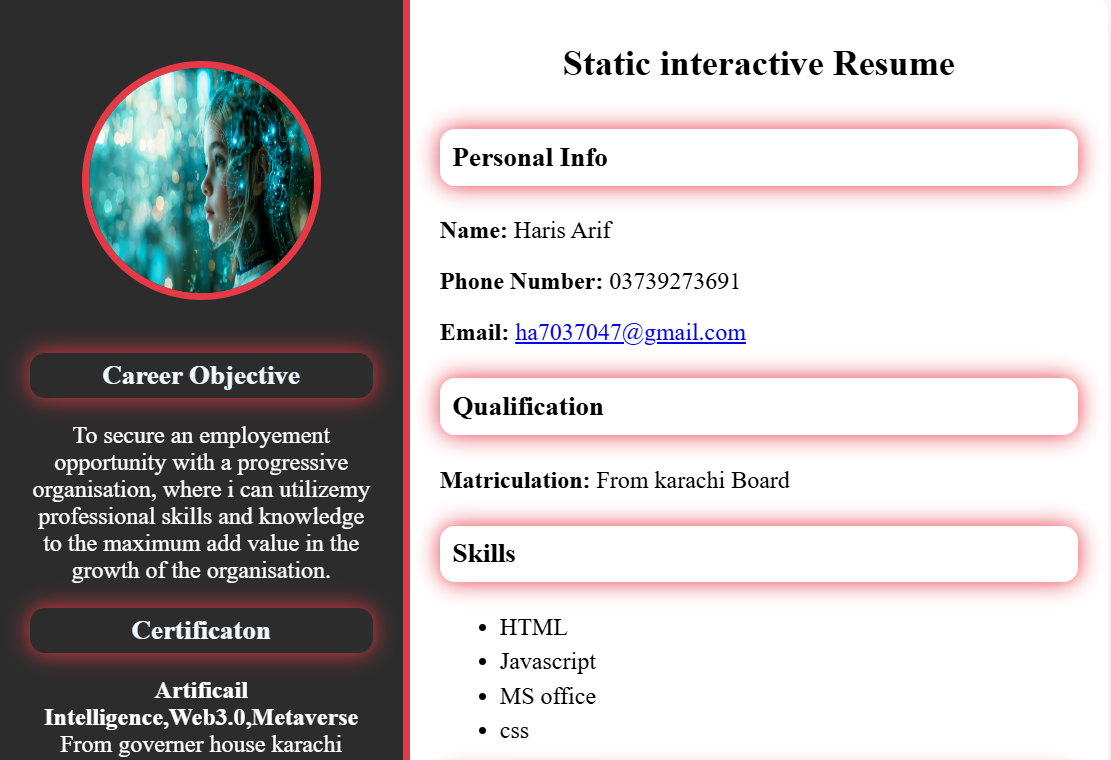 Career Objective
To secure an employement
opportunity with a progressive
organisation, where i can utilizemy
professional skills and knowledge
to the maximum add value in the
growth of the organisation.
Certificaton
Artificail
Intelligence,Web3.0,Metaverse
From governer house karachi
Static interactive Resume
Personal Info
Name: Haris Arif
Phone Number: 03739273691
Email: ha7037047@gmail.com
Qualification
Matriculation: From karachi Board
Skills
• HTML
• Javascript
• MS office
• css